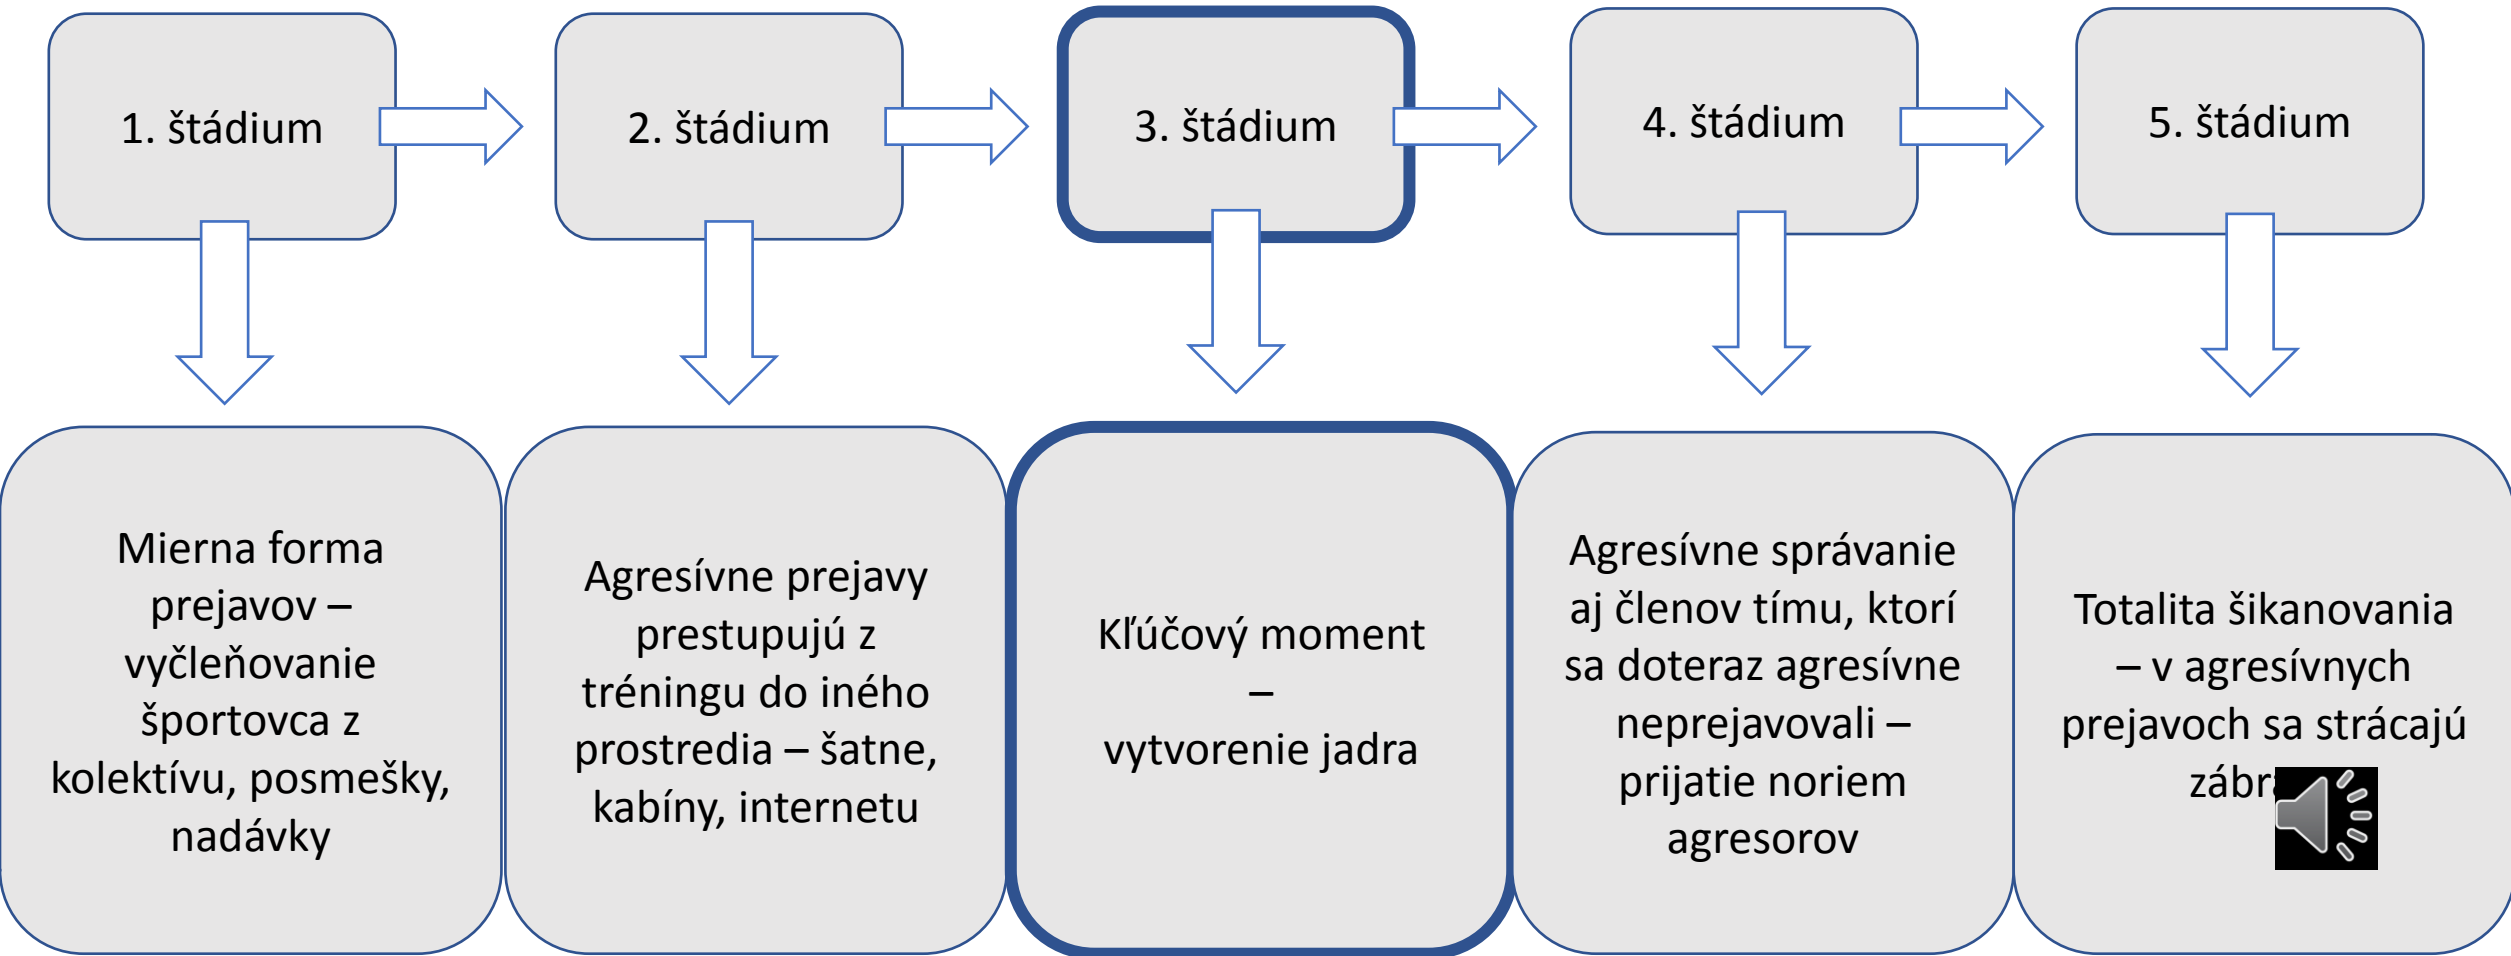 1. štádium
2. štádium
3. štádium
4. štádium
5. štádium
Mierna forma
prejavov –
vyčleňovanie
športovca z
kolektívu, posmešky,
nadávky
Agresívne prejavy
prestupujú z
tréningu do iného
prostredia – šatne,
kabíny, internetu
Kľúčový moment
–
vytvorenie jadra
Agresívne správanie
aj členov tímu, ktorí
sa doteraz agresívne
neprejavovali –
prijatie noriem
agresorov
Totalita šikanovania
– v agresívnych
prejavoch sa strácajú